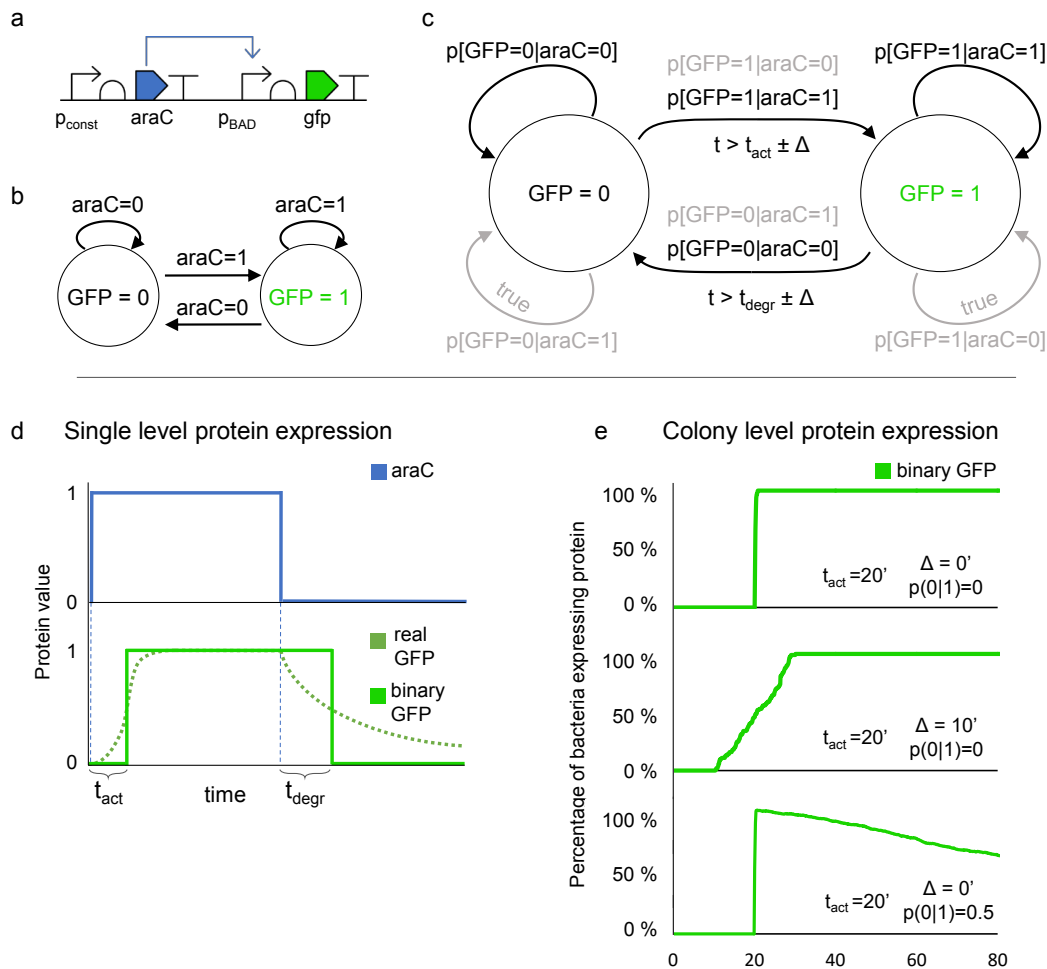 a
p_const araC p_BAD gfp
b
araC=0 araC=1
araC=1
GFP = 0 GFP = 1
araC=0
c
p[GFP=0|araC=0] p[GFP=1|araC=0] p[GFP=1|araC=1]
p[GFP=1|araC=1]
t > t_act ± Δ
GFP = 0 GFP = 1
p[GFP=0|araC=1]
p[GFP=0|araC=0]
t > t_degr ± Δ
true true
p[GFP=0|araC=1] p[GFP=1|araC=0]
d Single level protein expression
araC
1
0
Protein value
real
GFP
binary
GFP
1
0
t_act time t_degr
e Colony level protein expression
binary GFP
Percentage of bacteria expressing protein
100 %
50 %
0 %
t_act =20' Δ = 0'
p(0|1)=0
100 %
50 %
0 %
t_act =20' Δ = 10'
p(0|1)=0
100 %
50 %
0 %
t_act =20' Δ = 0'
p(0|1)=0.5
0 20 40 60 80